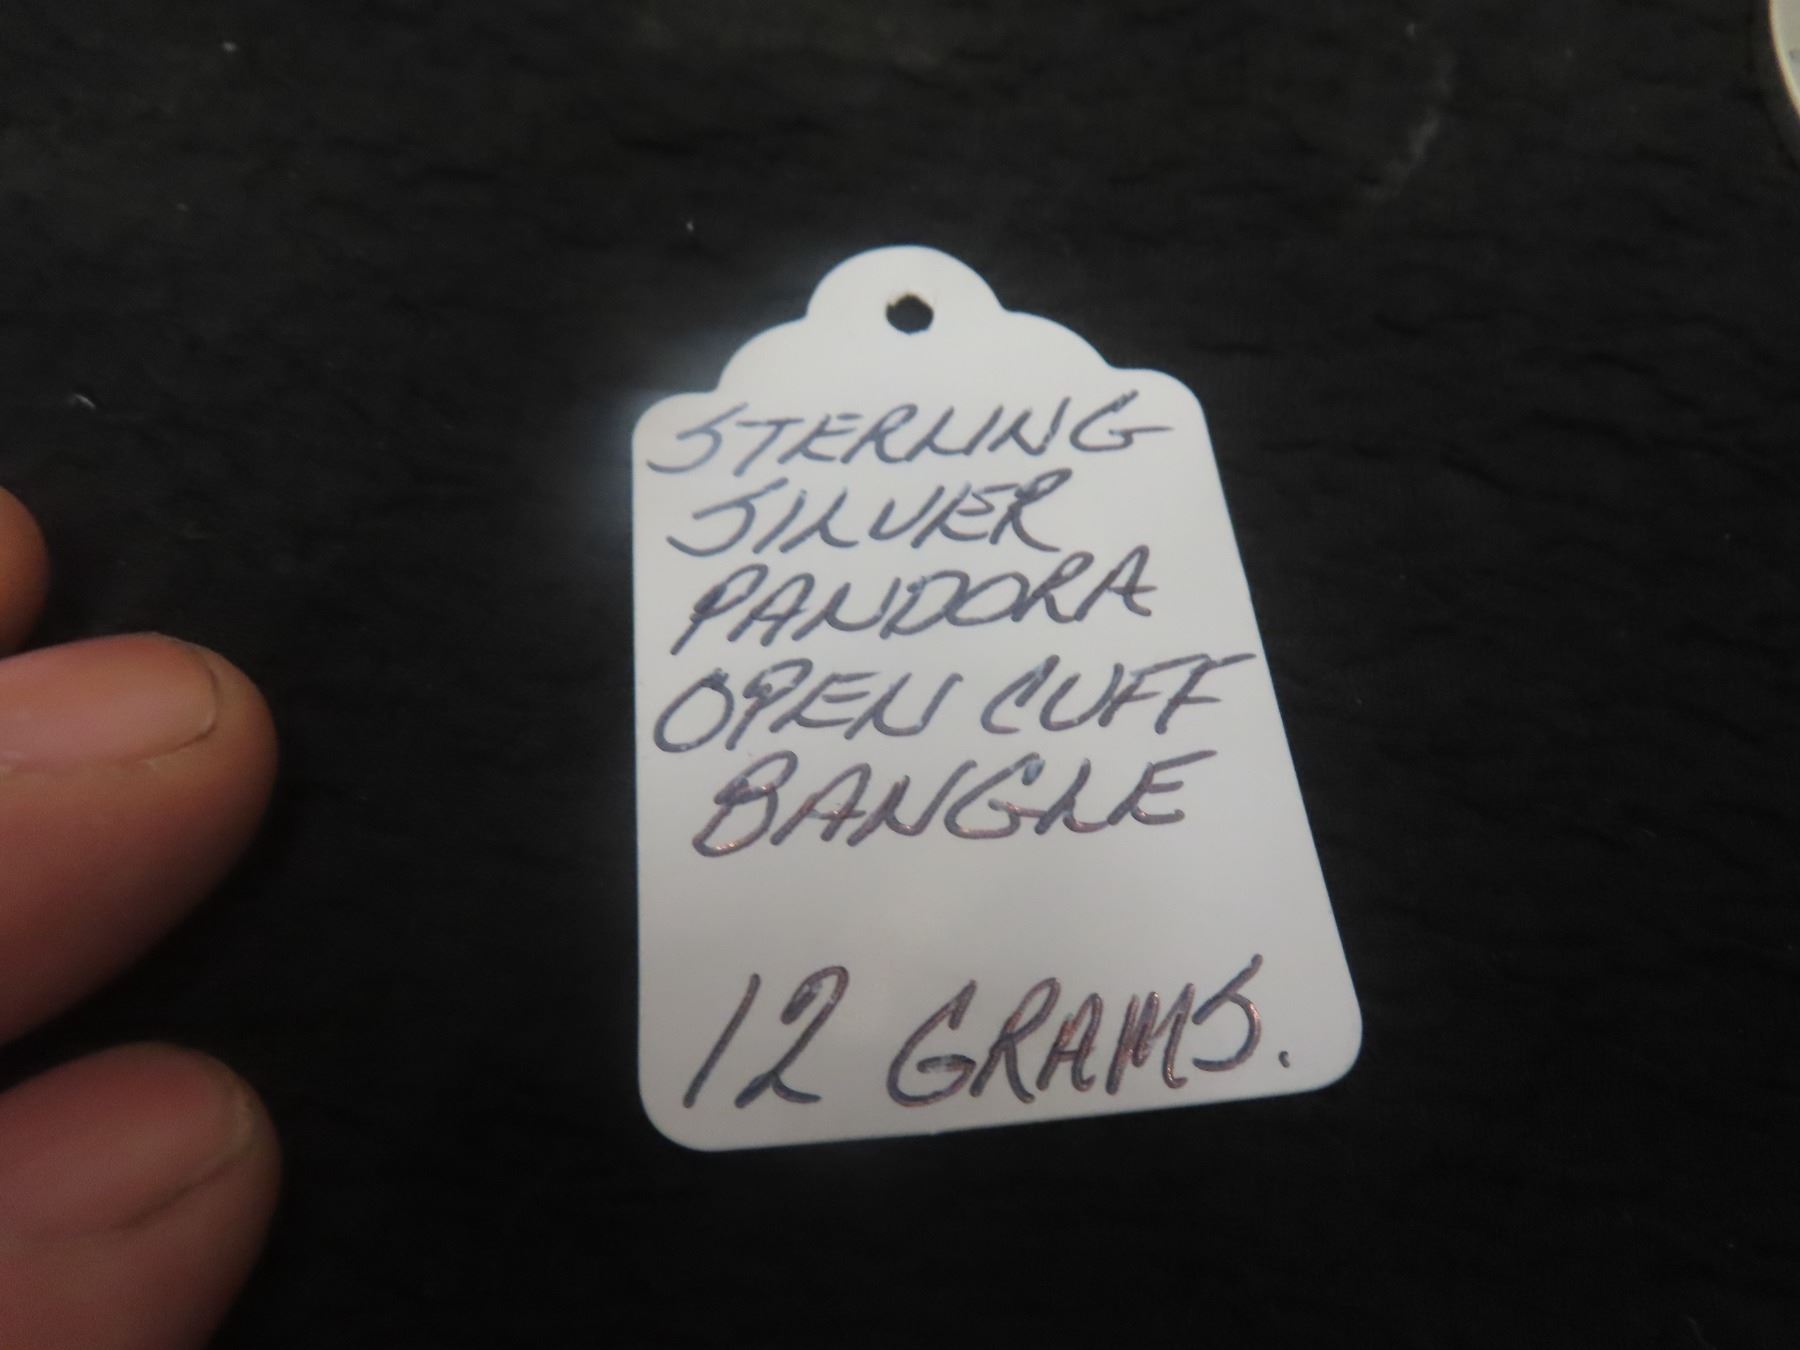 STERLING
SILVER
PANDORA
OPEN CUFF
BANGLE
12 GRAMS.